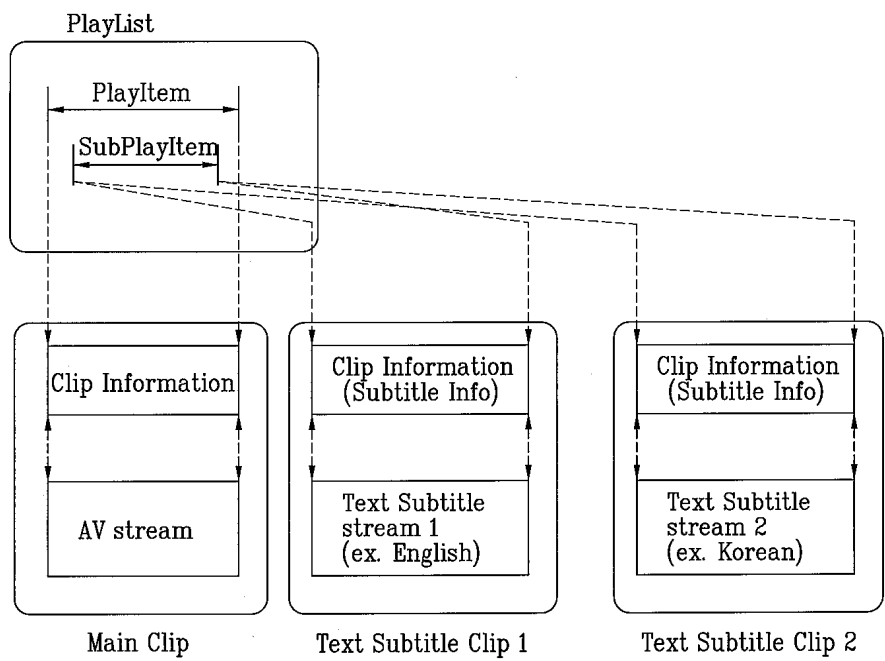 PlayList
PlayItem
SubPlayItem
Clip Information
AV stream
Main Clip
Clip Information
(Subtitle Info)
Text Subtitle
stream 1
(ex. English)
Text Subtitle Clip 1
Clip Information
(Subtitle Info)
Text Subtitle
stream 2
(ex. Korean)
Text Subtitle Clip 2